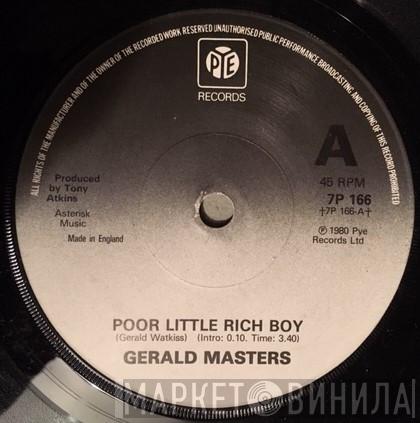 ALL RIGHTS OF THE MANUFACTURER AND OF THE OWNER OF THE RECORDED WORK RESERVED UNAUTHORISED PUBLIC PERFORMANCE BROADCASTING AND COPYING OF THIS RECORD PROHIBITED
PYE
RECORDS
A
Produced
by Tony
Atkins
Asterisk
Music
Made in England
45 RPM
7P 166
†7P 166-A†
℗ 1980 Pye
Records Ltd
POOR LITTLE RICH BOY
(Gerald Watkiss) (Intro: 0.10. Time: 3.40)
GERALD MASTERS
МАРКЕТ ВИНИЛА